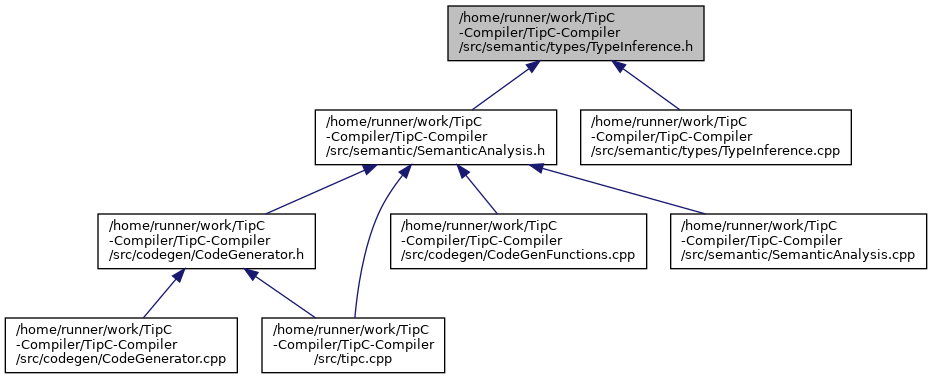 /home/runner/work/TipC
-Compiler/TipC-Compiler
/src/semantic/types/TypeInference.h
/home/runner/work/TipC
-Compiler/TipC-Compiler
/src/semantic/SemanticAnalysis.h
/home/runner/work/TipC
-Compiler/TipC-Compiler
/src/semantic/types/TypeInference.cpp
/home/runner/work/TipC
-Compiler/TipC-Compiler
/src/codegen/CodeGenerator.h
/home/runner/work/TipC
-Compiler/TipC-Compiler
/src/codegen/CodeGenFunctions.cpp
/home/runner/work/TipC
-Compiler/TipC-Compiler
/src/semantic/SemanticAnalysis.cpp
/home/runner/work/TipC
-Compiler/TipC-Compiler
/src/codegen/CodeGenerator.cpp
/home/runner/work/TipC
-Compiler/TipC-Compiler
/src/tipc.cpp